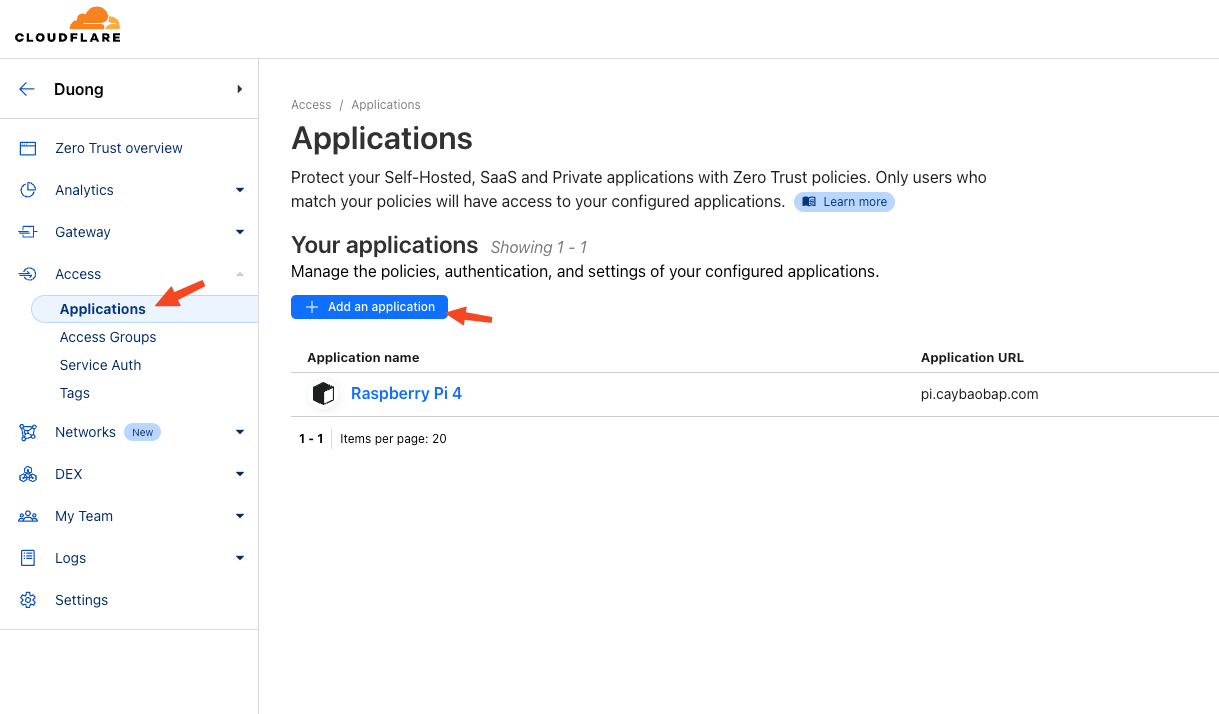 CLOUDFLARE
Duong
Zero Trust overview
Analytics
Gateway
Access
Applications
Access Groups
Service Auth
Tags
Networks New
DEX
My Team
Logs
Settings
Access / Applications
Applications
Protect your Self-Hosted, SaaS and Private applications with Zero Trust policies. Only users who
match your policies will have access to your configured applications. Learn more
Your applications Showing 1 - 1
Manage the policies, authentication, and settings of your configured applications.
Add an application
Application name Application URL
Raspberry Pi 4 pi.caybaobap.com
1 - 1 Items per page: 20